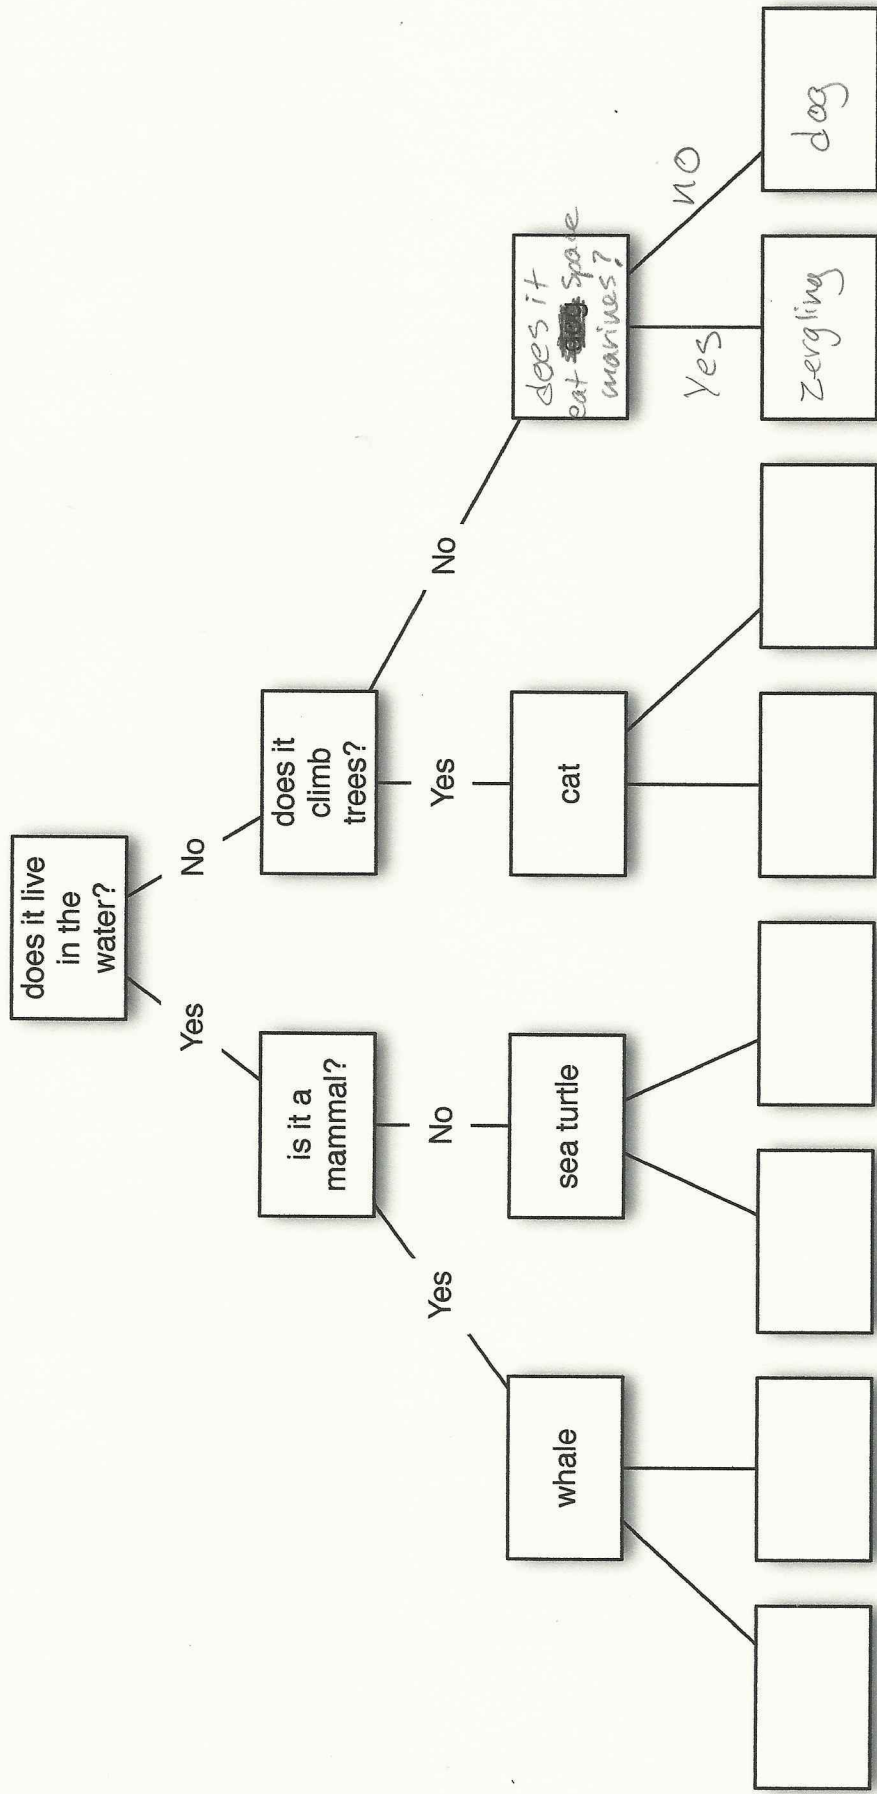 does it live
in the
water?
Yes
No
is it a
mammal?
does it
climb
trees?
Yes
No
Yes
No
whale
sea turtle
cat
does it
eat space
marines?
Yes
no
zergling
dog